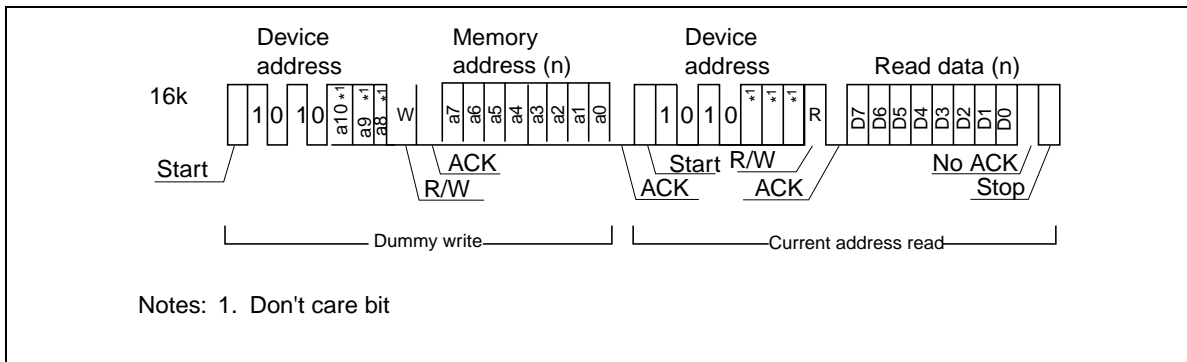 Device address
Memory address (n)
Device address
Read data (n)
16k
1 0 1 0 a10*1 a9 *1 a8 *1 W a7 a6 a5 a4 a3 a2 a1 a0 1 0 1 0 *1 *1 *1 R D7 D6 D5 D4 D3 D2 D1 D0
Start
ACK
R/W
ACK
Start
R/W
ACK
No ACK
Stop
Dummy write
Current address read
Notes: 1. Don't care bit